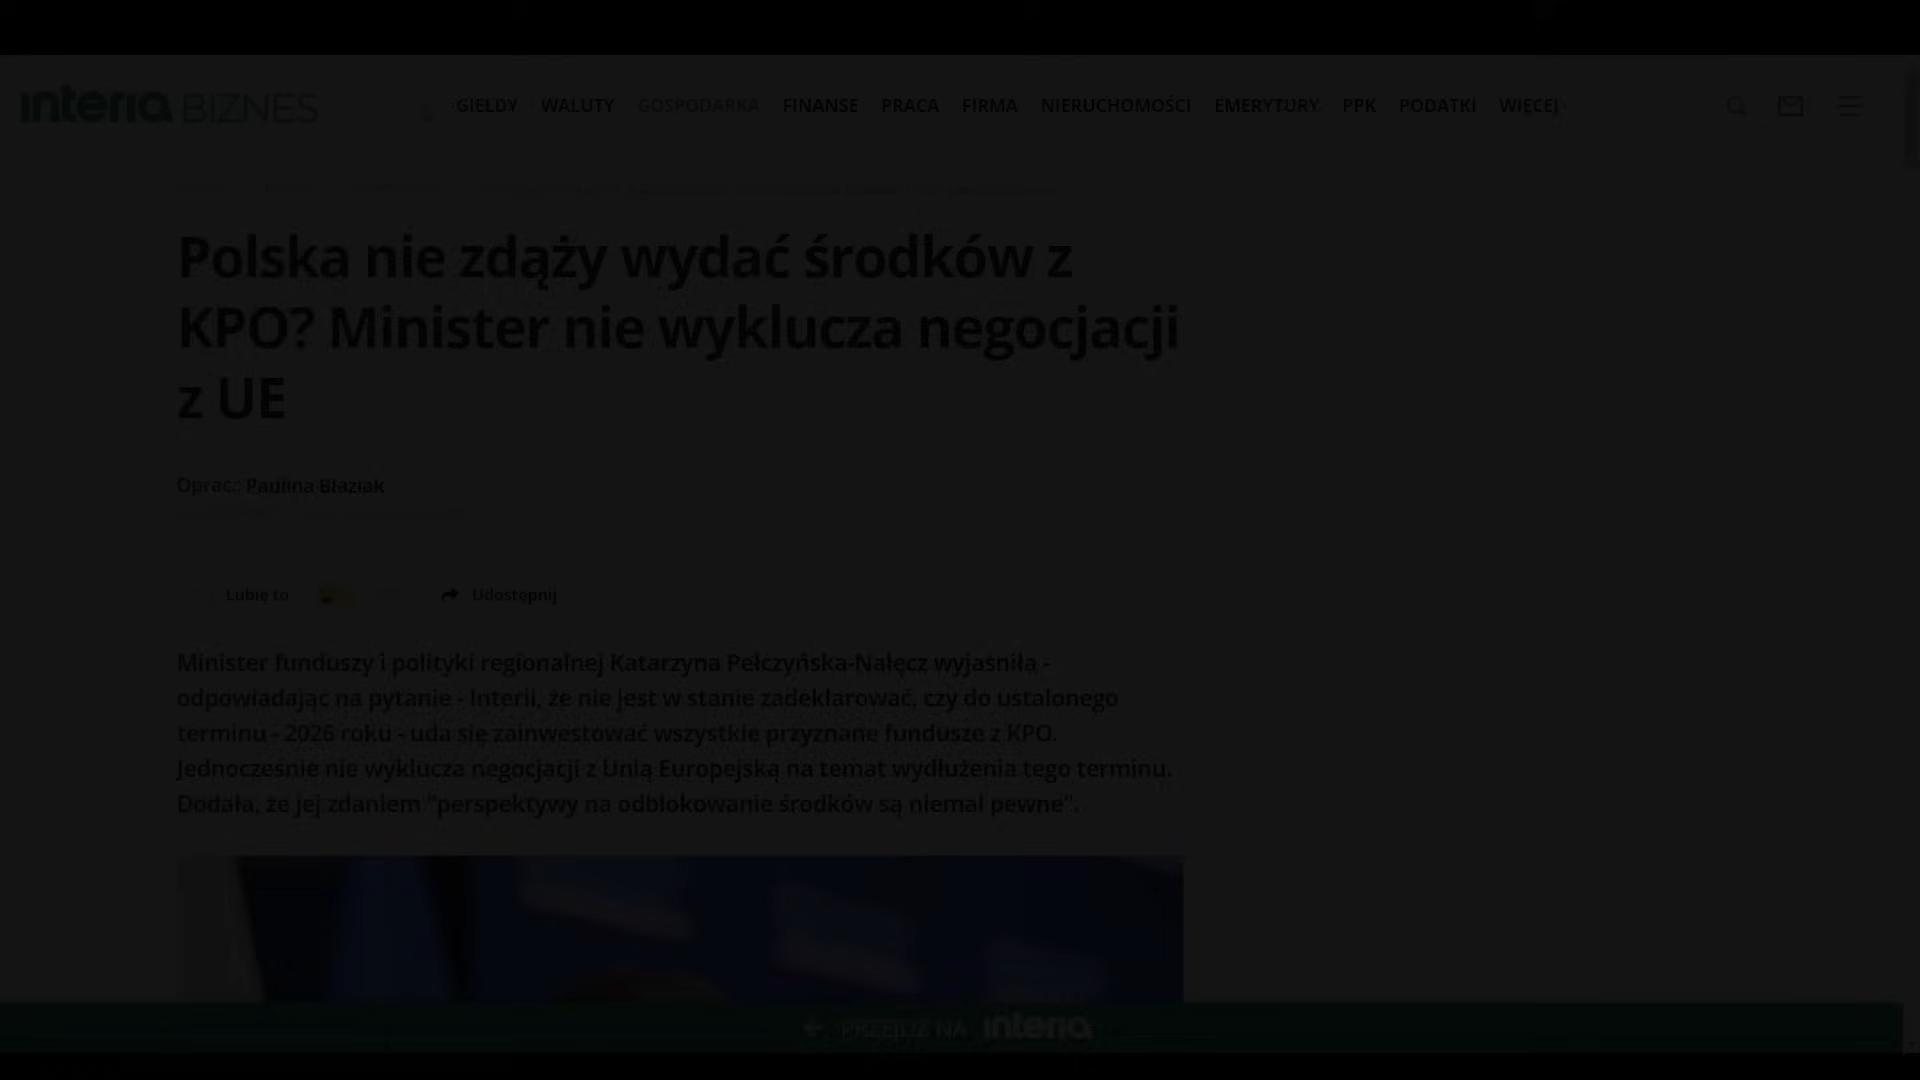 interia BIZNES
GIEŁDY WALUTY GOSPODARKA FINANSE PRACA FIRMA NIERUCHOMOŚCI EMERYTURY PPK PODATKI WIĘCEJ
Polska nie zdąży wydać środków z
KPO? Minister nie wyklucza negocjacji
z UE
Oprac.: Paulina Błaziak
Lubię to
Udostępnij
Minister funduszy i polityki regionalnej Katarzyna Pełczyńska-Nałęcz wyjaśniła -
odpowiadając na pytanie - Interii, że nie jest w stanie zadeklarować, czy do ustalonego
terminu - 2026 roku - uda się zainwestować wszystkie przyznane fundusze z KPO.
Jednocześnie nie wyklucza negocjacji z Unią Europejską na temat wydłużenia tego terminu.
Dodała, że jej zdaniem "perspektywy na odblokowanie środków są niemal pewne".
PRZEJDŹ NA interia